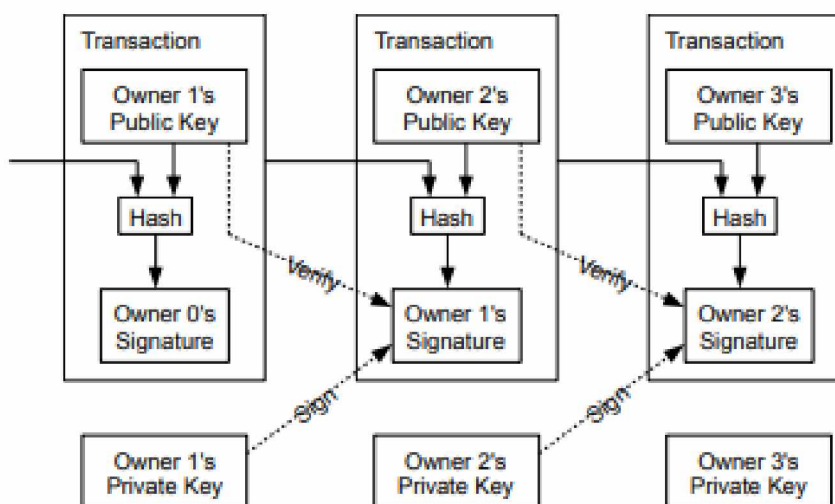 Transaction
Transaction
Transaction
Owner 1's
Public Key
Owner 2's
Public Key
Owner 3's
Public Key
Hash
Hash
Hash
Verify
Verify
Owner 0's
Signature
Owner 1's
Signature
Owner 2's
Signature
Sign
Sign
Owner 1's
Private Key
Owner 2's
Private Key
Owner 3's
Private Key